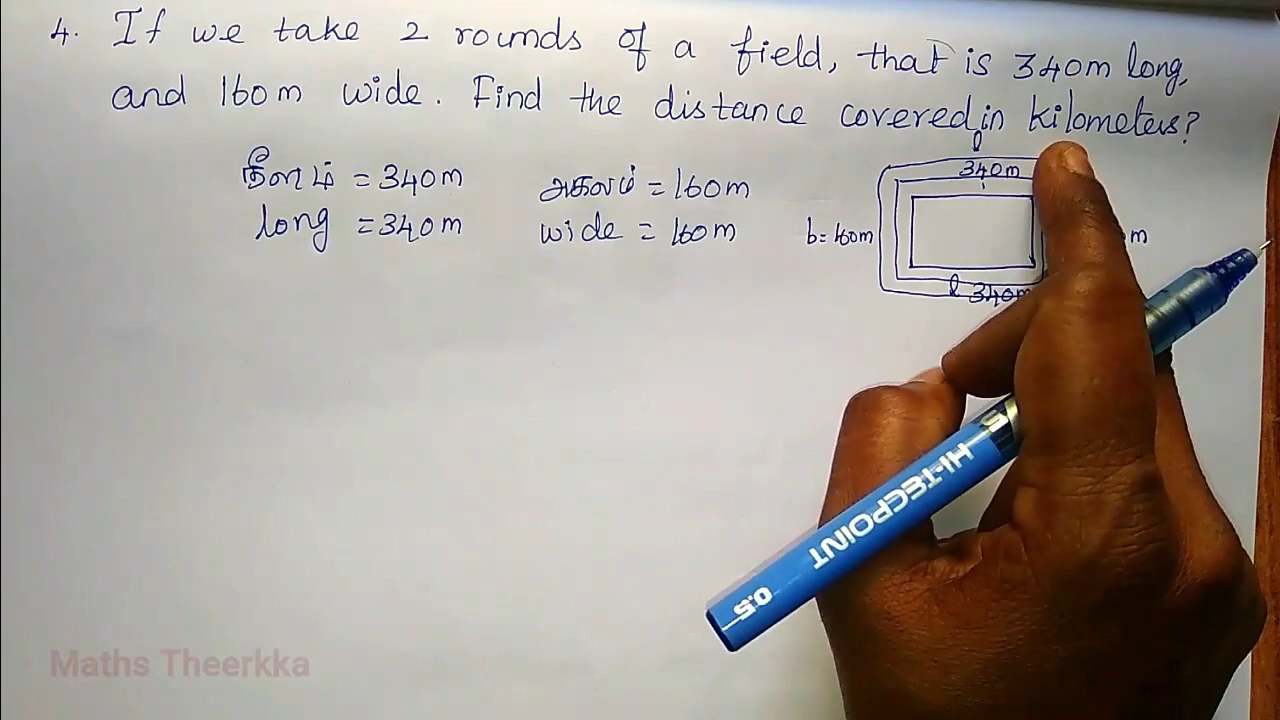 4. If we take 2 rounds of a field, that is 340m long,
and 160m wide. Find the distance covered in kilometers?
நீளம் = 340m
அகலம் = 160m
long = 340m
wide = 160m
l
340m
b=160m
m
l 340m
HI-TECPOINT
0.5
Maths Theerkka